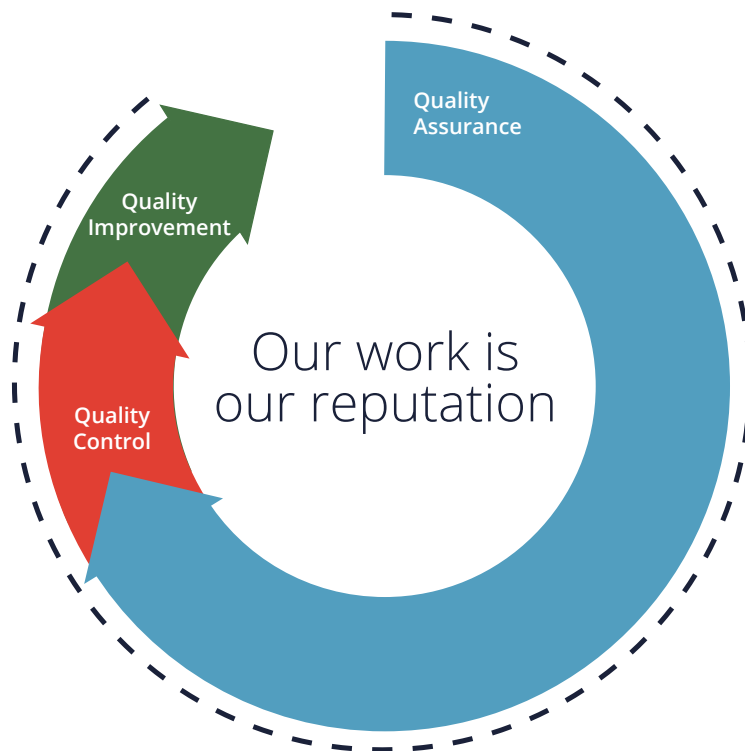 Quality
Assurance
Quality
Improvement
Our work is
our reputation
Quality
Control